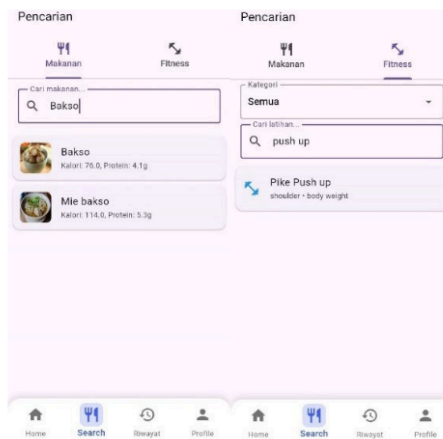 Pencarian
Makanan
Fitness
Cari makanan...
Bakso
Bakso
Kalori: 76.0, Protein: 4.1g
Mie bakso
Kalori: 114.0, Protein: 5.3g
Home
Search
Riwayat
Profile
Pencarian
Makanan
Fitness
Kategori
Semua
Cari latihan...
push up
Pike Push up
shoulder • body weight
Home
Search
Riwayat
Profile